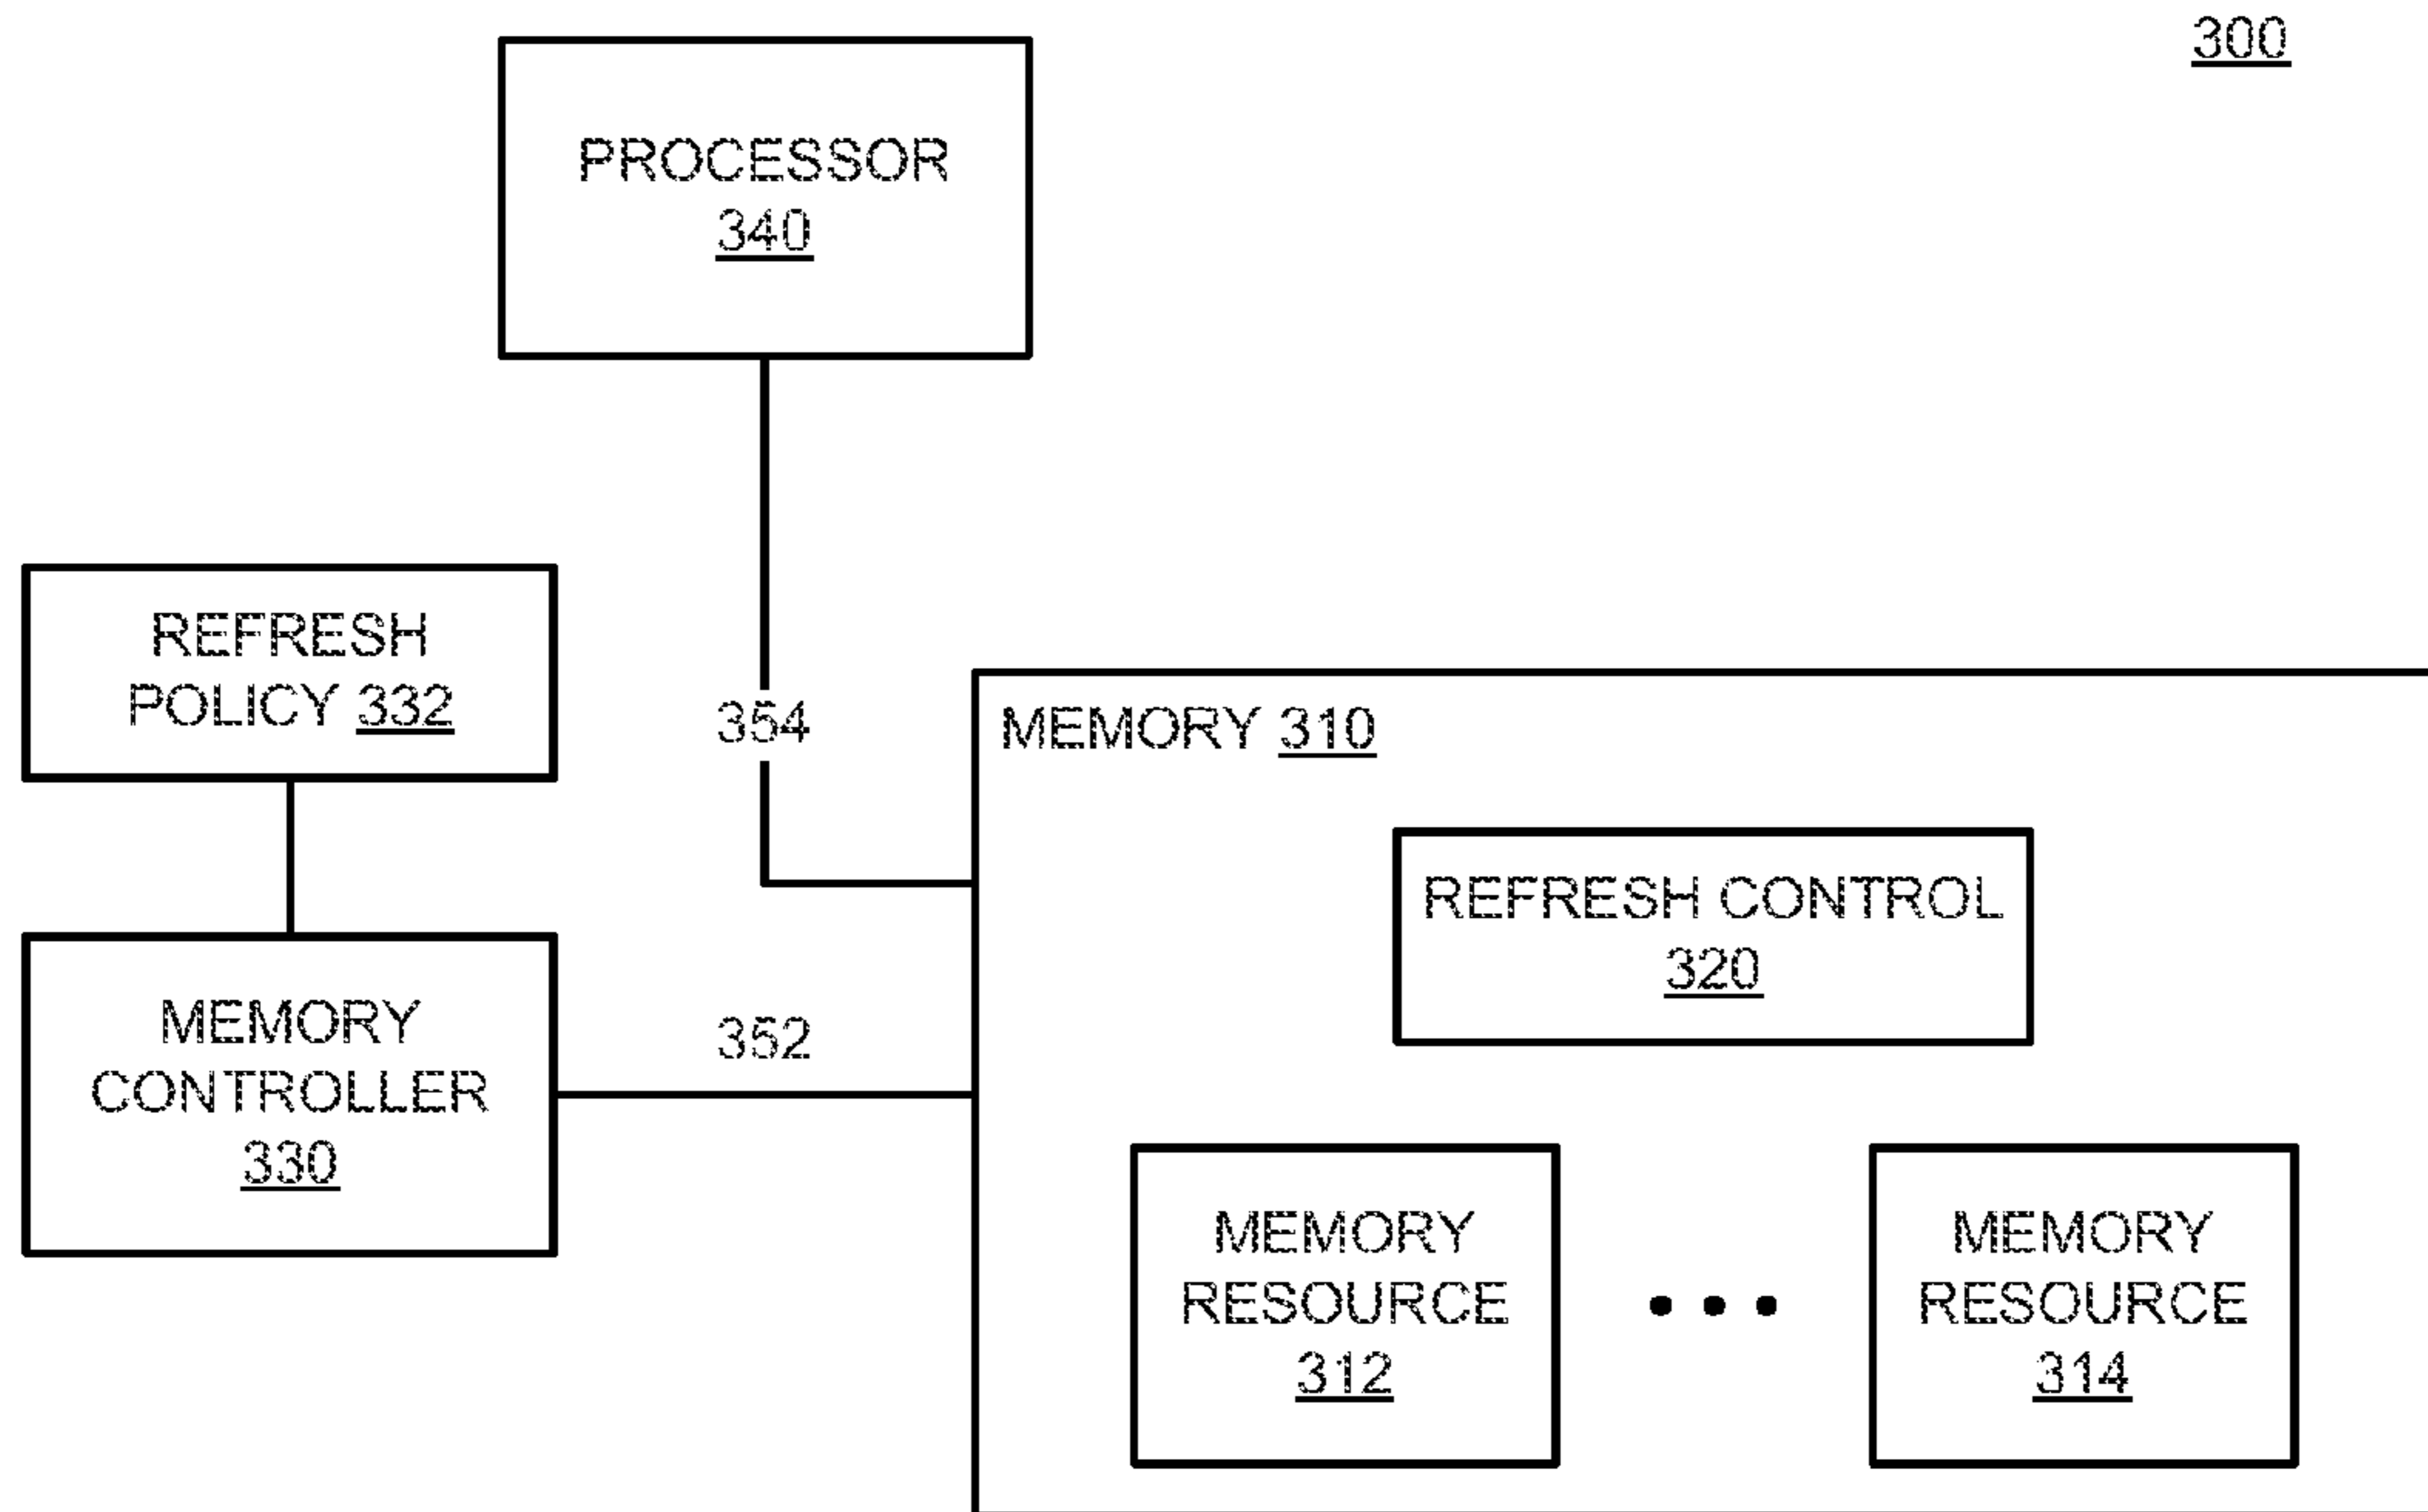 300
PROCESSOR
340
REFRESH
POLICY 332
354
MEMORY 310
REFRESH CONTROL
320
MEMORY
CONTROLLER
330
352
MEMORY
RESOURCE
312
• • •
MEMORY
RESOURCE
314